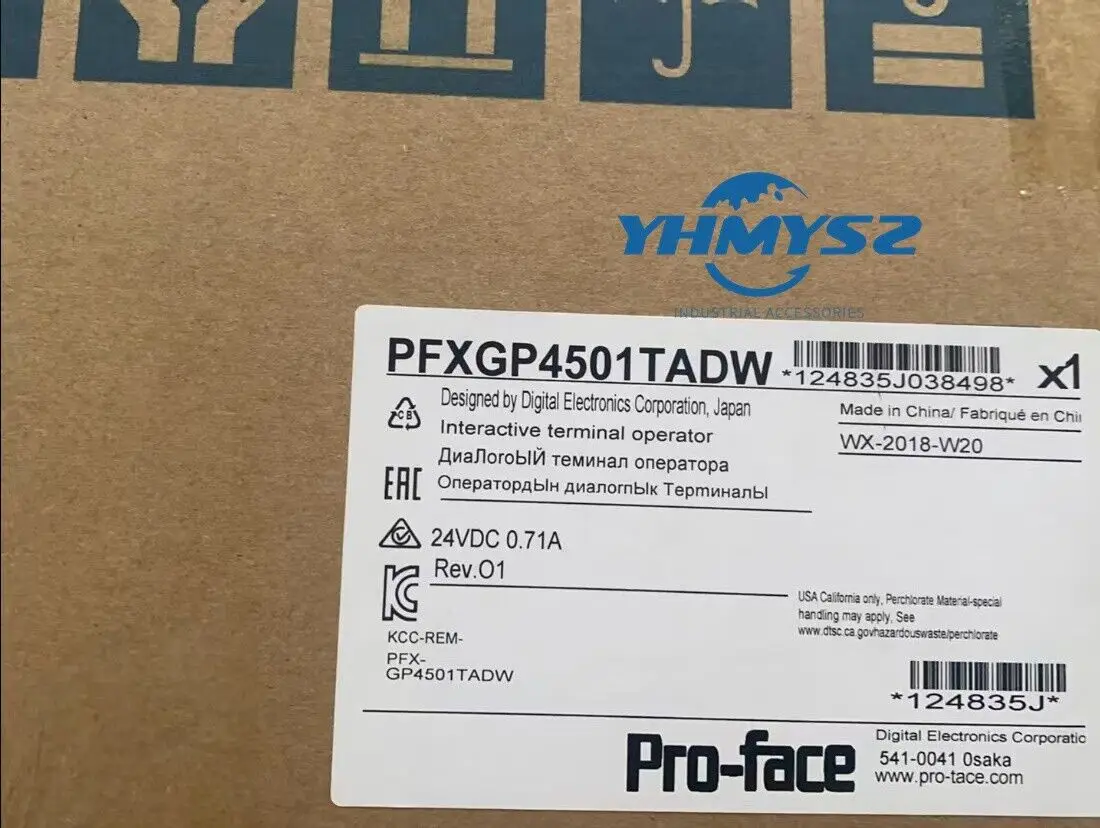 YHMYSZ
INDUSTRIAL ACCESSORIES
PFXGP4501TADW
*124835J038498*
x1
Designed by Digital Electronics Corporation, Japan
Made in China/ Fabriqué en Chi
Interactive terminal operator
WX-2018-W20
ДиаЛогоЫЙ теминал оператора
ОператордЫн диалогпЫк ТерминалЫ
EAC
24VDC 0.71A
Rev.O1
USA California only, Perchlorate Material-special
handling may apply, See
www.dtsc.ca.govhazardouswaste/perchlorate
KCC-REM-
PFX-
GP4501TADW
*124835J*
Pro-face
Digital Electronics Corporatic
541-0041 0saka
www.pro-tace.com